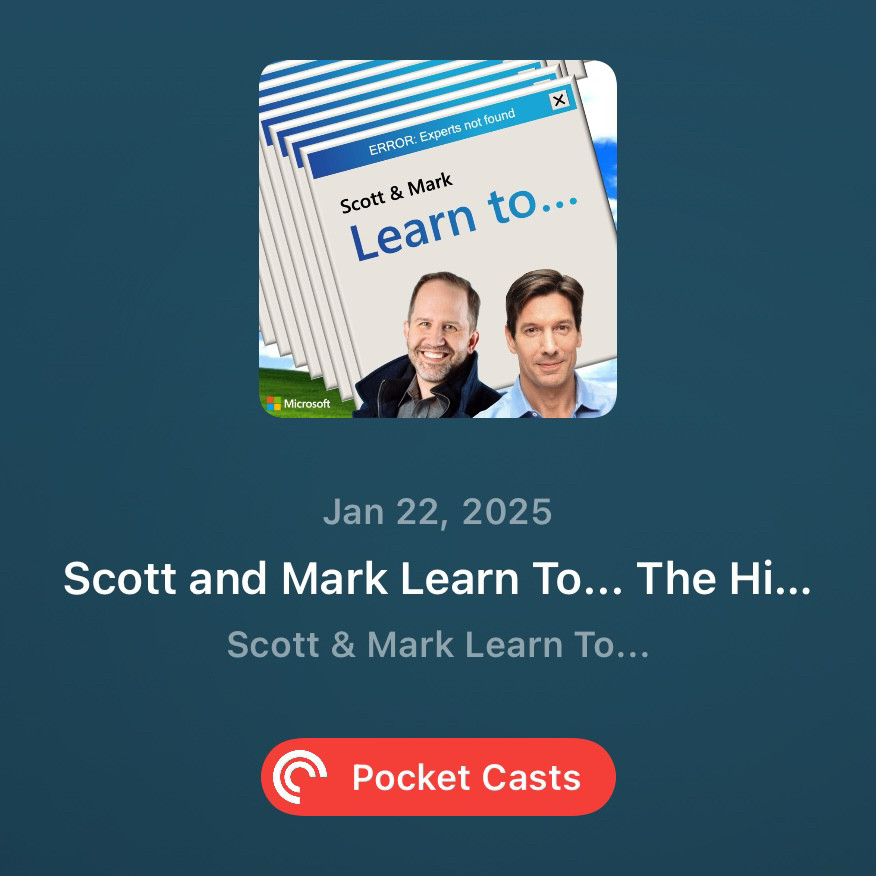 ERROR: Experts not found
Scott & Mark
Learn to...
Microsoft
Jan 22, 2025
Scott and Mark Learn To... The Hi...
Scott & Mark Learn To...
Pocket Casts